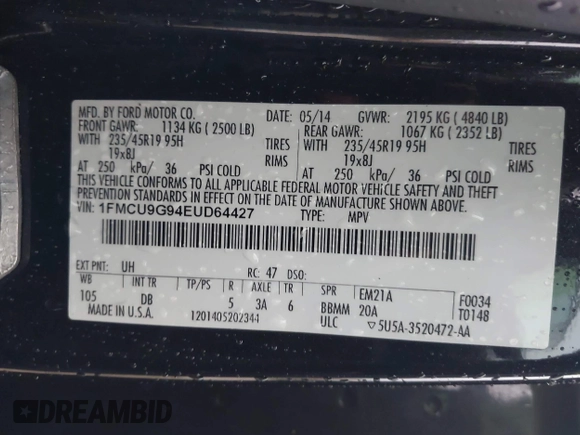 MFD. BY FORD MOTOR CO. DATE: 05/14 GVWR: 2195 KG ( 4840 LB)
FRONT GAWR: 1134 KG ( 2500 LB) REAR GAWR: 1067 KG ( 2352 LB)
WITH 235/45R19 95H TIRES WITH 235/45R19 95H TIRES
19x8J RIMS 19x8J RIMS
AT 250 kPa/ 36 PSI COLD AT 250 kPa/ 36 PSI COLD
THIS VEHICLE CONFORMS TO ALL APPLICABLE FEDERAL MOTOR VEHICLE SAFETY AND THEFT
PREVENTION STANDARDS IN EFFECT ON THE DATE OF MANUFACTURE SHOWN ABOVE.
VIN: 1FMCU9G94EUD64427 TYPE: MPV
EXT PNT: UH RC: 47 DSO:
WB INT TR TP/PS R AXLE TR SPR EM21A F0034
105 DB 5 3A 6 BBMM 20A T0148
MADE IN U.S.A. 1201405202344 ULC 5U5A-3520472-AA
DREAMBID